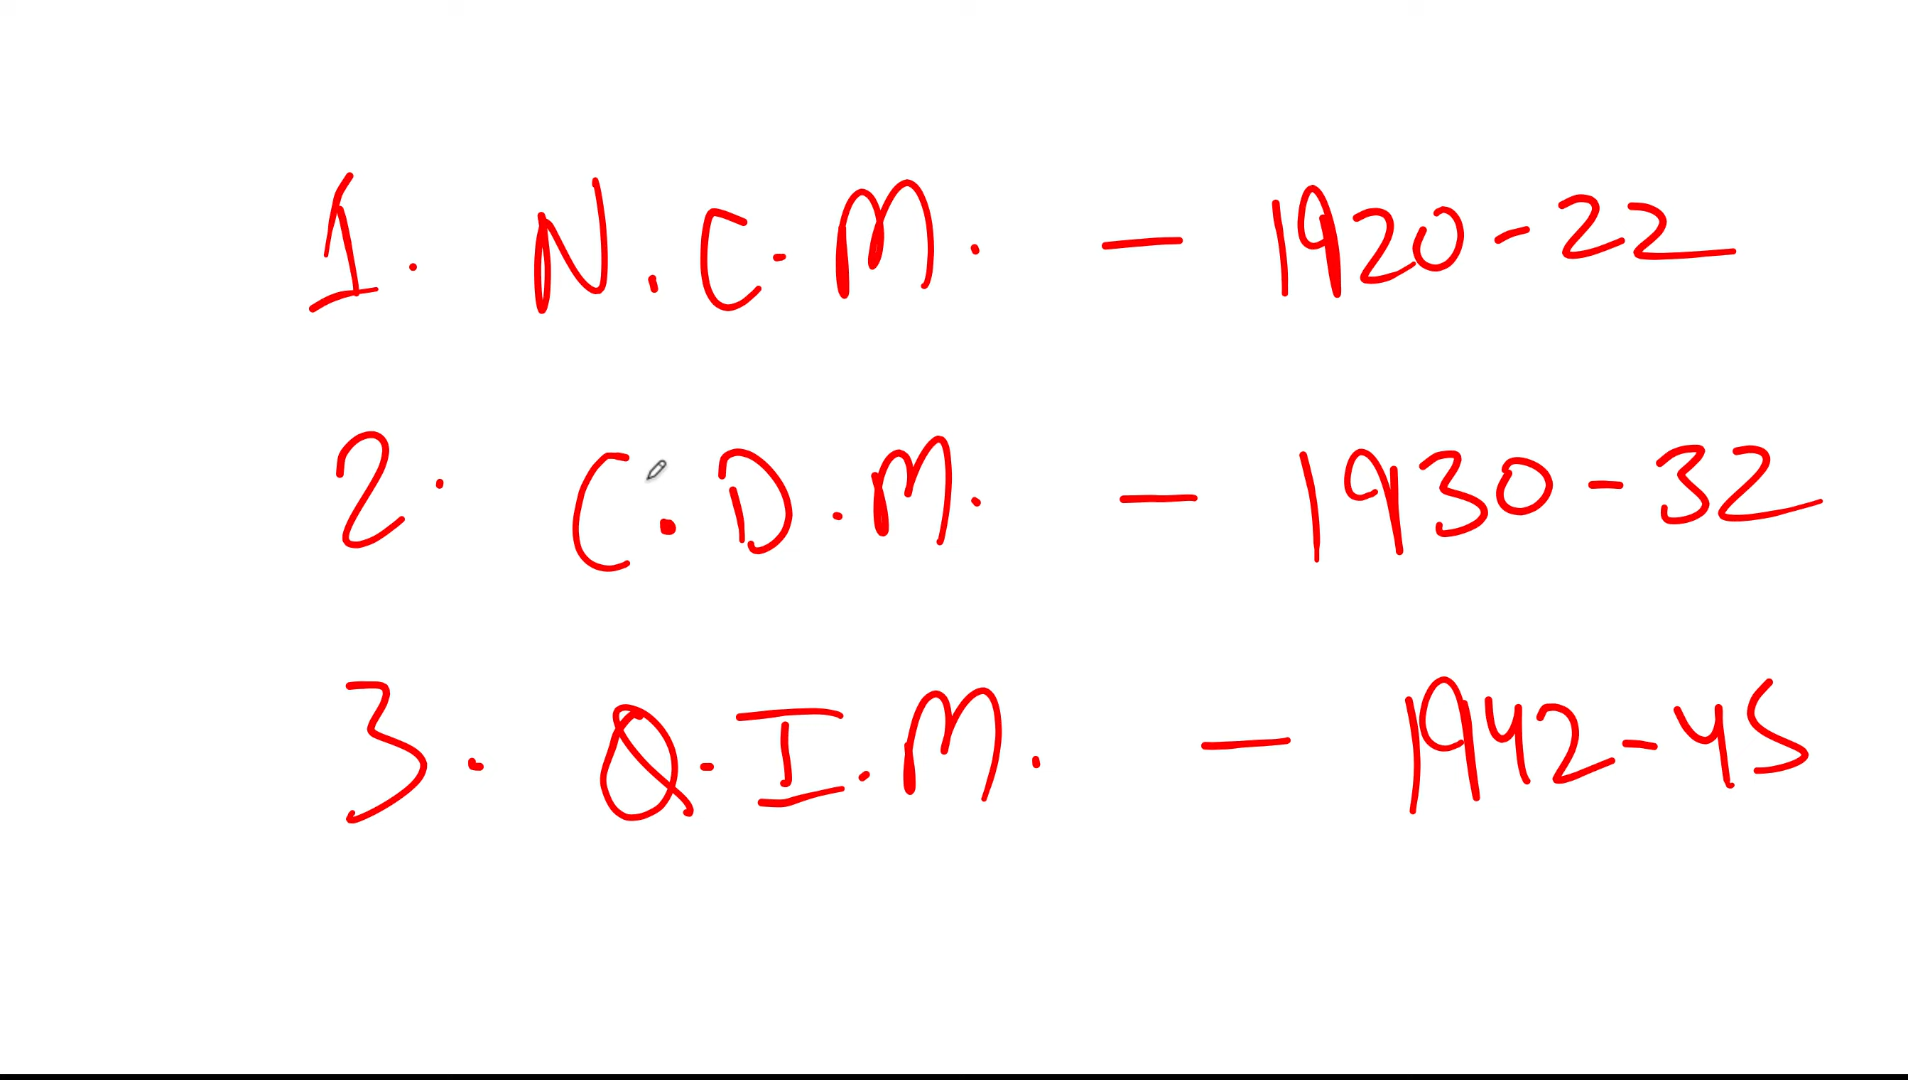 1. N.C.M. - 1920-22
2. C.D.M. - 1930-32
3. Q.I.M. - 1942-45